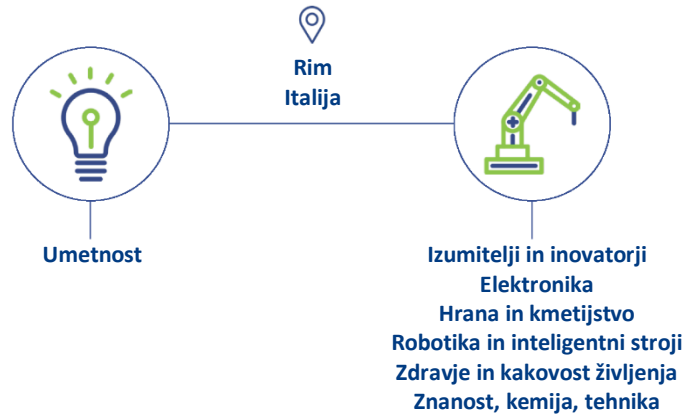 Rim
Italija
Umetnost
Izumitelji in inovatorji
Elektronika
Hrana in kmetijstvo
Robotika in inteligentni stroji
Zdravje in kakovost življenja
Znanost, kemija, tehnika